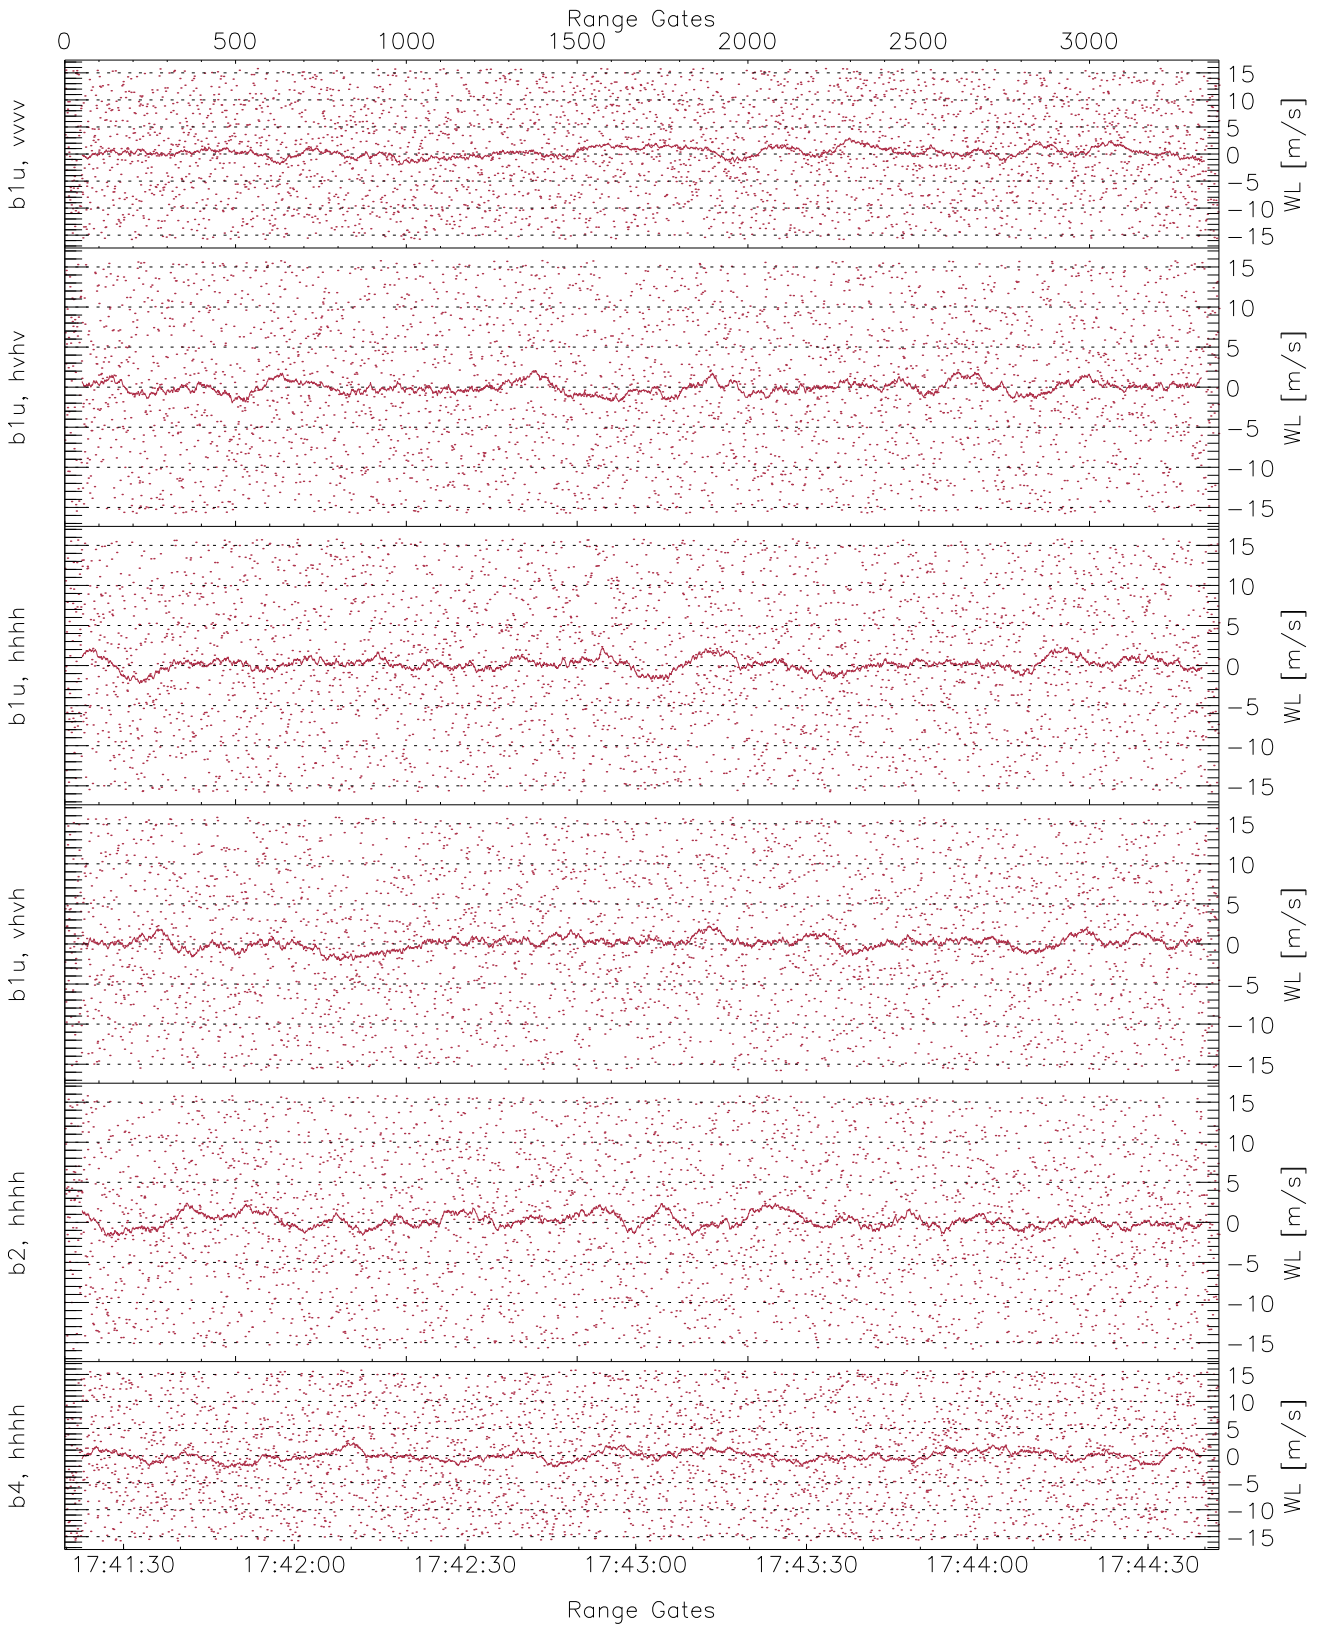 Range Gates
0 500 1000 1500 2000 2500 3000
b1u, vvvv
15
10
5
0
−5
−10
−15
WL [m/s]
b1u, hvhv
15
10
5
0
−5
−10
−15
WL [m/s]
b1u, hhhh
15
10
5
0
−5
−10
−15
WL [m/s]
b1u, vhvh
15
10
5
0
−5
−10
−15
WL [m/s]
b2, hhhh
15
10
5
0
−5
−10
−15
WL [m/s]
b4, hhhh
15
10
5
0
−5
−10
−15
WL [m/s]
17:41:30 17:42:00 17:42:30 17:43:00 17:43:30 17:44:00 17:44:30
Range Gates